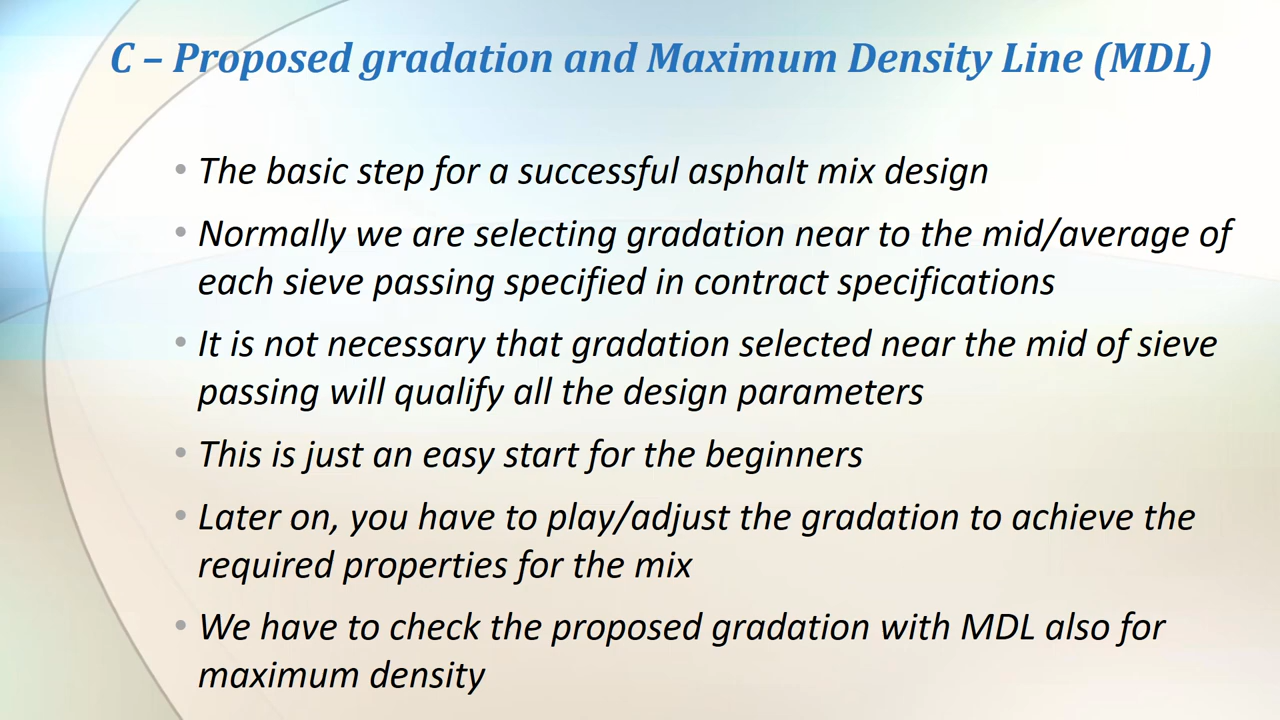 C – Proposed gradation and Maximum Density Line (MDL)
• The basic step for a successful asphalt mix design
• Normally we are selecting gradation near to the mid/average of
each sieve passing specified in contract specifications
• It is not necessary that gradation selected near the mid of sieve
passing will qualify all the design parameters
• This is just an easy start for the beginners
• Later on, you have to play/adjust the gradation to achieve the
required properties for the mix
• We have to check the proposed gradation with MDL also for
maximum density